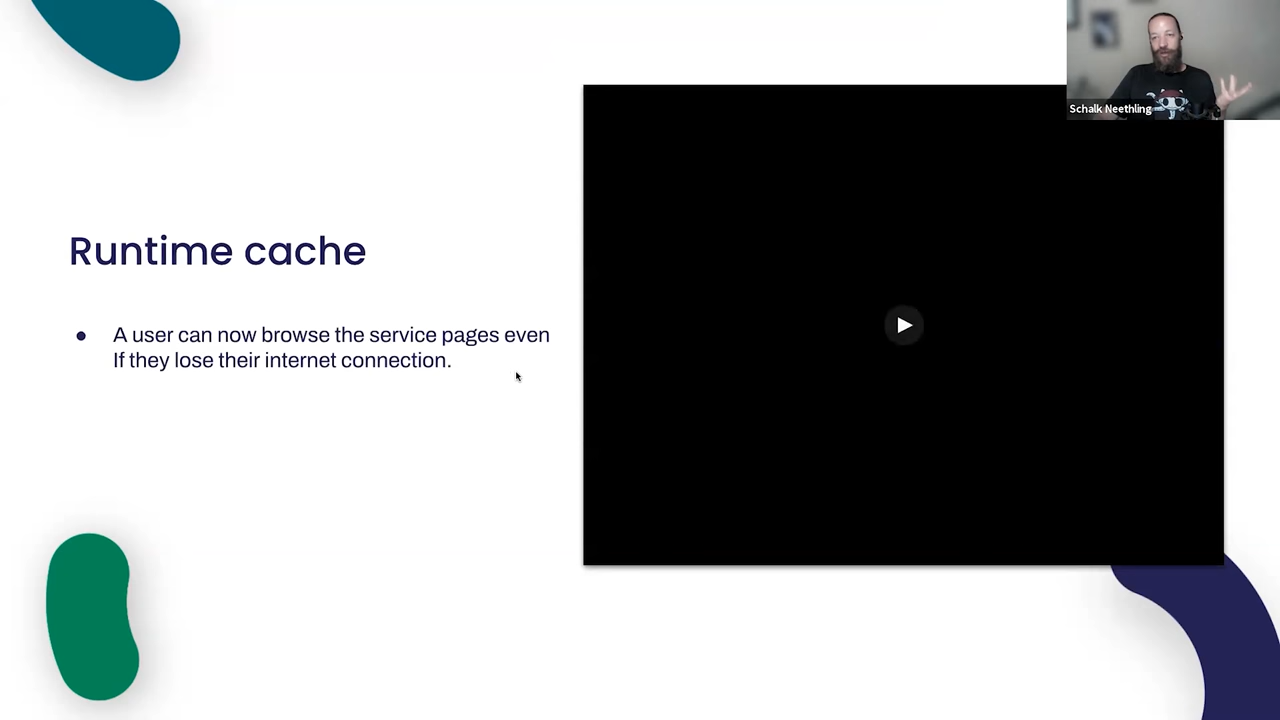 Schalk Neethling
Runtime cache
● A user can now browse the service pages even
If they lose their internet connection.